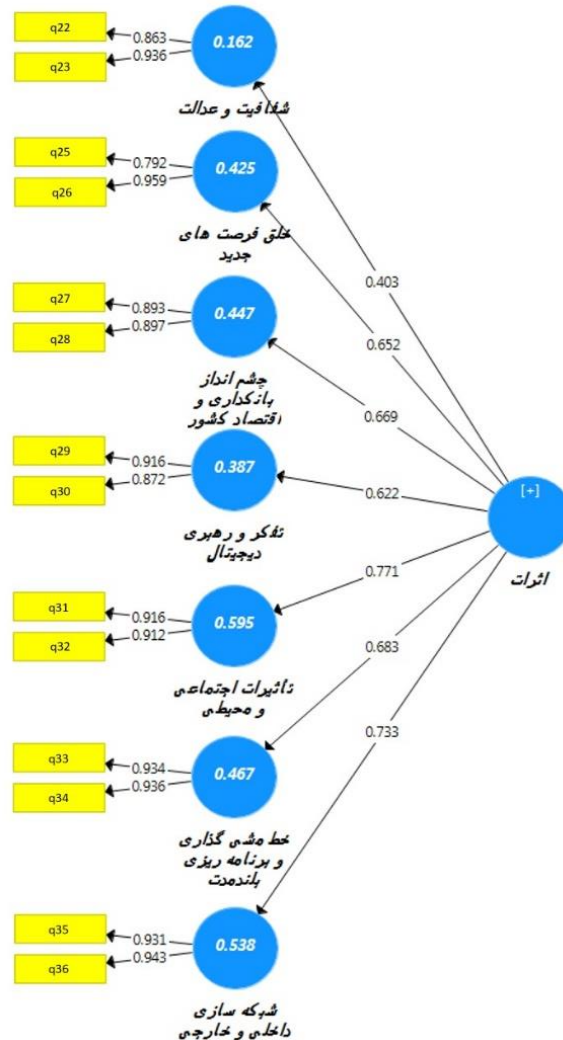 q22
0.863
q23
0.936
0.162
شفافیت و عدالت
q25
0.792
q26
0.959
0.425
خلق فرصت های
جدید
0.403
q27
0.893
q28
0.897
0.447
چشم انداز
بانکداری و
اقتصاد کشور
0.652
0.669
q29
0.916
q30
0.872
0.387
تفکر و رهبری
دیجیتال
0.622
[+]
اثرات
q31
0.916
q32
0.912
0.595
تأثیرات اجتماعی
و محیطی
0.771
0.683
q33
0.934
q34
0.936
0.467
خط مشی گذاری
و برنامه ریزی
بلندمدت
0.733
q35
0.931
q36
0.943
0.538
شبکه سازی
داخلی و خارجی